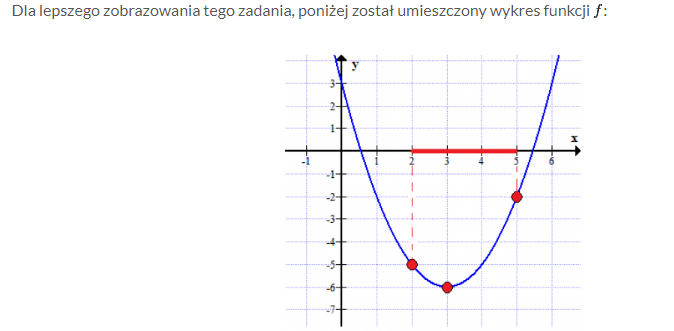 Dla lepszego zobrazowania tego zadania, poniżej został umieszczony wykres funkcji f:
y
3
2
1
x
-1 1 2 3 4 5 6
-1
-2
-3
-4
-5
-6
-7